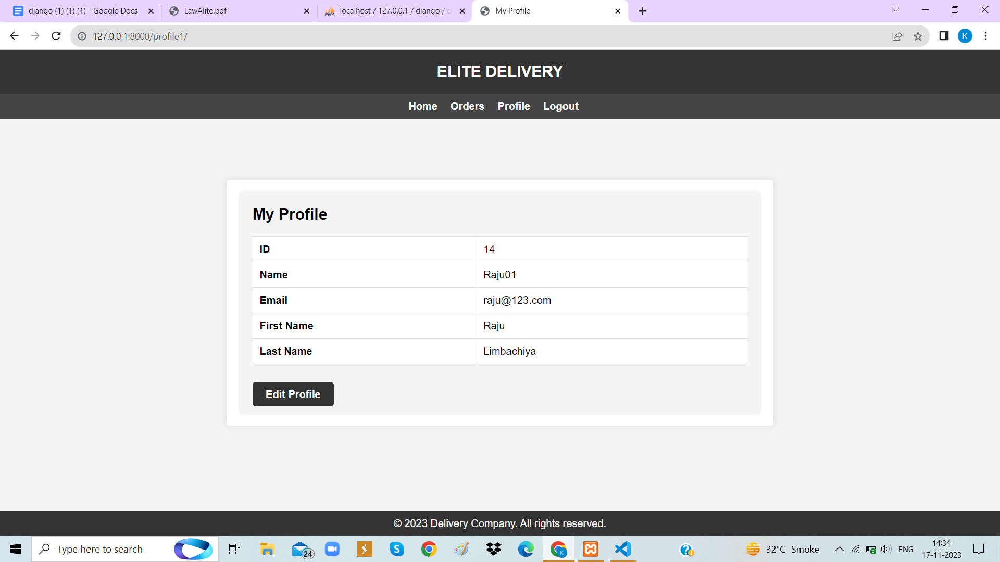 django (1) (1) (1) - Google Docs
LawAlite.pdf
localhost / 127.0.0.1 / django / d
My Profile
127.0.0.1:8000/profile1/
K
ELITE DELIVERY
Home Orders Profile Logout
My Profile
ID 14
Name Raju01
Email raju@123.com
First Name Raju
Last Name Limbachiya
Edit Profile
© 2023 Delivery Company. All rights reserved.
Type here to search
24
32°C Smoke
ENG
14:34
17-11-2023